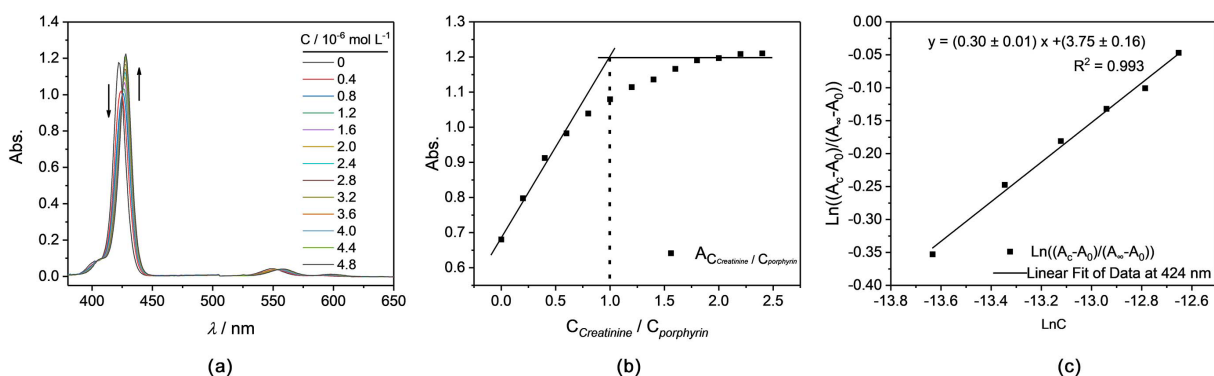 C / 10⁻⁶ mol L⁻¹
0
0.4
0.8
1.2
1.6
2.0
2.4
2.8
3.2
3.6
4.0
4.4
4.8
1.4
1.2
1.0
0.8
0.6
0.4
0.2
0.0
Abs.
400 450 500 550 600 650
λ / nm
(a)
1.3
1.2
1.1
1.0
0.9
0.8
0.7
0.6
Abs.
A C_Creatinine / C_porphyrin
0.0 0.5 1.0 1.5 2.0 2.5
C_Creatinine / C_porphyrin
(b)
y = (0.30 ± 0.01) x +(3.75 ± 0.16)
R² = 0.993
0.00
-0.05
-0.10
-0.15
-0.20
-0.25
-0.30
-0.35
-0.40
Ln((A_c-A_0)/(A_∞-A_0))
Ln((A_c-A_0)/(A_∞-A_0))
Linear Fit of Data at 424 nm
-13.8 -13.6 -13.4 -13.2 -13.0 -12.8 -12.6
LnC
(c)